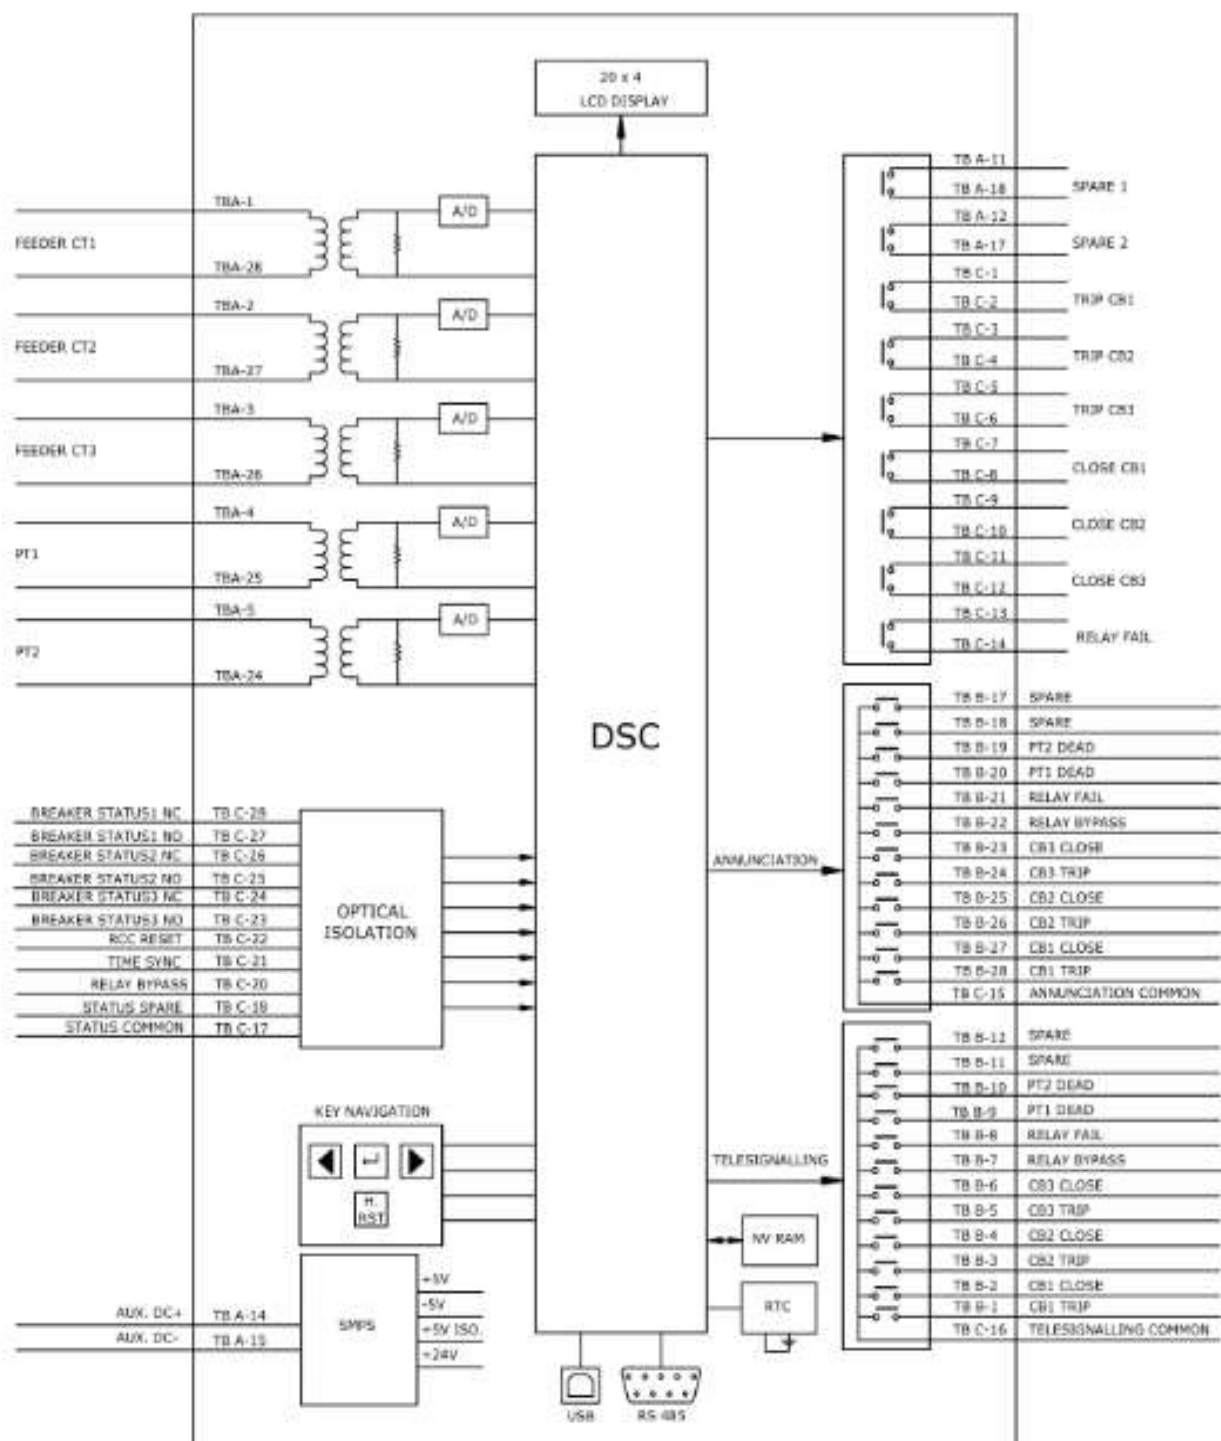 20 x 4
LCD DISPLAY
TBA-1
FEEDER CT1
TBA-28
A/D
TBA-2
FEEDER CT2
TBA-27
A/D
TBA-3
FEEDER CT3
TBA-26
A/D
TBA-4
PT1
TBA-25
A/D
TBA-5
PT2
TBA-24
A/D
DSC
BREAKER STATUS1 NC TB C-28
BREAKER STATUS1 NO TB C-27
BREAKER STATUS2 NC TB C-26
BREAKER STATUS2 NO TB C-25
BREAKER STATUS3 NC TB C-24
BREAKER STATUS3 NO TB C-23
RCC RESET TB C-22
TIME SYNC TB C-21
RELAY BYPASS TB C-20
STATUS SPARE
STATUS COMMON TB C-17
OPTICAL
ISOLATION
KEY NAVIGATION
M.
RST
AUX. DC+ TB A-14
AUX. DC- TB A-15
SMPS
+5V
-5V
+5V ISO.
+24V
USB
RS 485
TB A-11
TB A-18
SPARE 1
TB A-12
TB A-17
SPARE 2
TB C-1
TB C-2
TRIP CB1
TB C-3
TB C-4
TRIP CB2
TB C-5
TB C-6
TRIP CB3
TB C-7
TB C-8
CLOSE CB1
TB C-9
TB C-10
CLOSE CB2
TB C-11
TB C-12
CLOSE CB3
TB C-13
TB C-14
RELAY FAIL
ANNUNCIATION
TB B-17 SPARE
TB B-18 SPARE
TB B-19 PT2 DEAD
TB B-20 PT1 DEAD
TB B-21 RELAY FAIL
TB B-22 RELAY BYPASS
TB B-23 CB3 CLOSE
TB B-24 CB3 TRIP
TB B-25 CB2 CLOSE
TB B-26 CB2 TRIP
TB B-27 CB1 CLOSE
TB B-28 CB1 TRIP
TB C-15 ANNUNCIATION COMMON
TELESIGNALLING
TB B-12 SPARE
TB B-11 SPARE
TB B-10 PT2 DEAD
TB B-9 PT1 DEAD
TB B-8 RELAY FAIL
TB B-7 RELAY BYPASS
TB B-6 CB3 CLOSE
TB B-5 CB3 TRIP
TB B-4 CB2 CLOSE
TB B-3 CB2 TRIP
TB B-2 CB1 CLOSE
TB B-1 CB1 TRIP
TB C-16 TELESIGNALLING COMMON
NV RAM
RTC